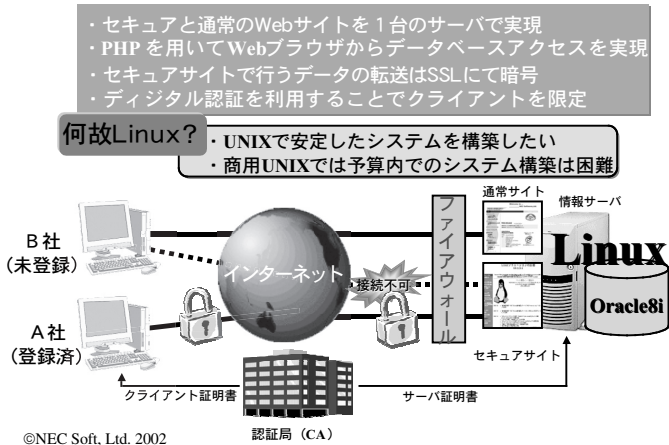 ・セキュアと通常のWebサイトを1台のサーバで実現
・PHP を用いてWebブラウザからデータベースアクセスを実現
・セキュアサイトで行うデータの転送はSSLにて暗号
・ディジタル認証を利用することでクライアントを限定
何故Linux?
・UNIXで安定したシステムを構築したい
・商用UNIXでは予算内でのシステム構築は困難
通常サイト
情報サーバ
ファイアウォール
B社
(未登録)
インターネット
接続不可
Linux
Oracle8i
A社
(登録済)
セキュアサイト
クライアント証明書
サーバ証明書
認証局(CA)
©NEC Soft, Ltd. 2002